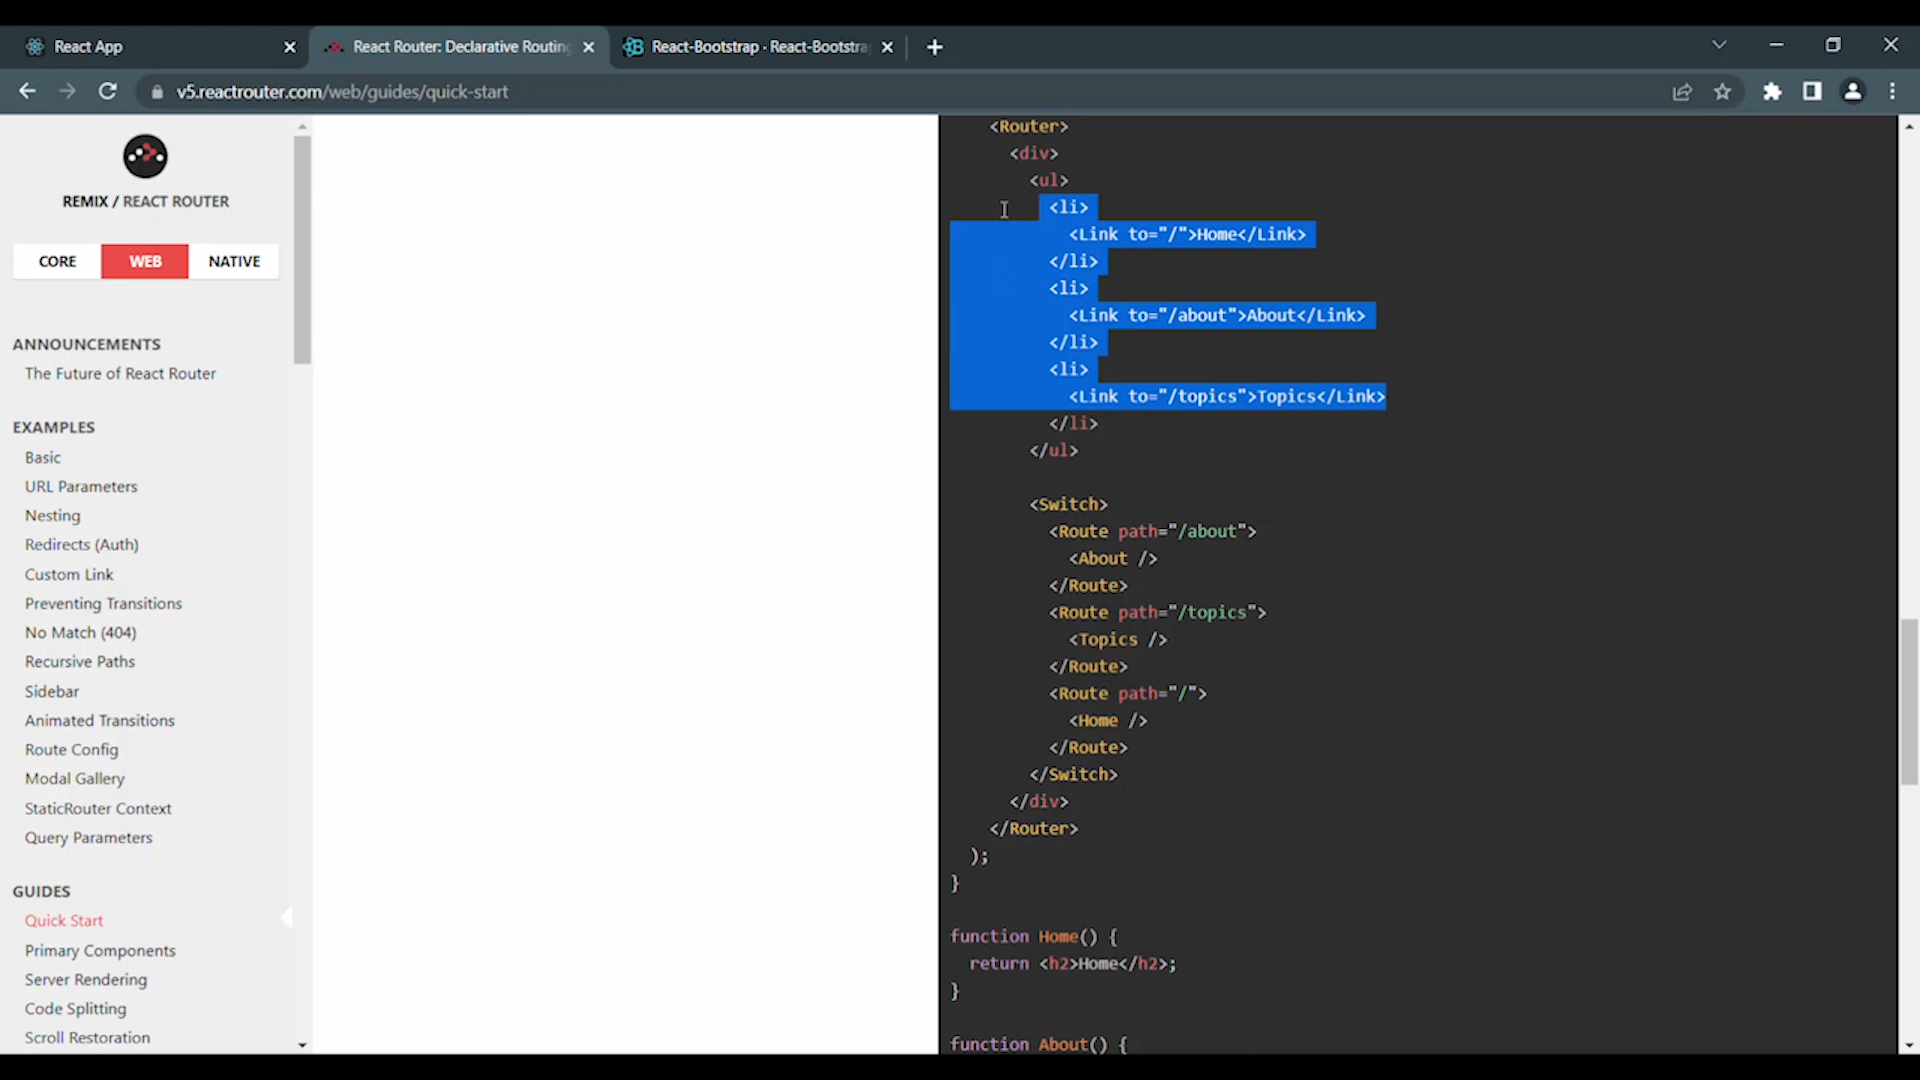 React App
React Router: Declarative Routing
React-Bootstrap · React-Bootstra
v5.reactrouter.com/web/guides/quick-start
REMIX / REACT ROUTER
CORE
WEB
NATIVE
ANNOUNCEMENTS
The Future of React Router
EXAMPLES
Basic
URL Parameters
Nesting
Redirects (Auth)
Custom Link
Preventing Transitions
No Match (404)
Recursive Paths
Sidebar
Animated Transitions
Route Config
Modal Gallery
StaticRouter Context
Query Parameters
GUIDES
Quick Start
Primary Components
Server Rendering
Code Splitting
Scroll Restoration
<Router>
<div>
<ul>
<li>
<Link to="/">Home</Link>
</li>
<li>
<Link to="/about">About</Link>
</li>
<li>
<Link to="/topics">Topics</Link>
</li>
</ul>
<Switch>
<Route path="/about">
<About />
</Route>
<Route path="/topics">
<Topics />
</Route>
<Route path="/">
<Home />
</Route>
</Switch>
</div>
</Router>
);
}
function Home() {
return <h2>Home</h2>;
}
function About() {